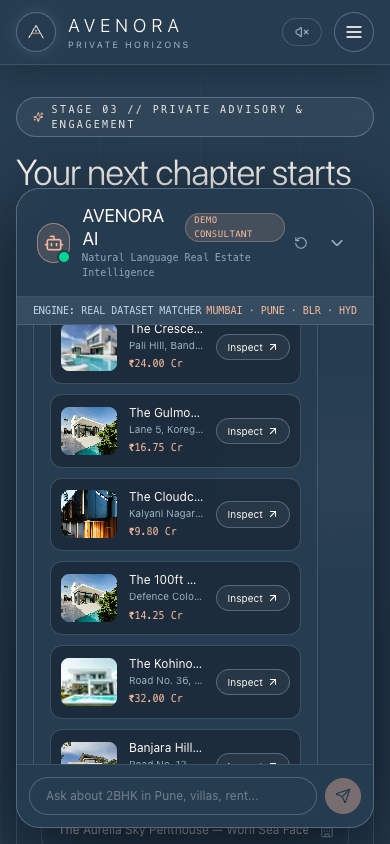 AVENORA
PRIVATE HORIZONS
STAGE 03 // PRIVATE ADVISORY &
ENGAGEMENT
Your next chapter starts
AVENORA
AI
DEMO
CONSULTANT
Natural Language Real Estate
Intelligence
ENGINE: REAL DATASET MATCHER MUMBAI · PUNE · BLR · HYD
The Cresce...
Pali Hill, Band...
₹24.00 Cr
Inspect
The Gulmo...
Lane 5, Koreg...
₹16.75 Cr
Inspect
The Cloudc...
Kalyani Nagar...
₹9.80 Cr
Inspect
The 100ft ...
Defence Colo...
₹14.25 Cr
Inspect
The Kohino...
Road No. 36, ...
₹32.00 Cr
Inspect
Banjara Hill...
Road No. 12, ...
Inspect
Ask about 2BHK in Pune, villas, rent...
The Aurelia Sky Penthouse — Worli Sea Face